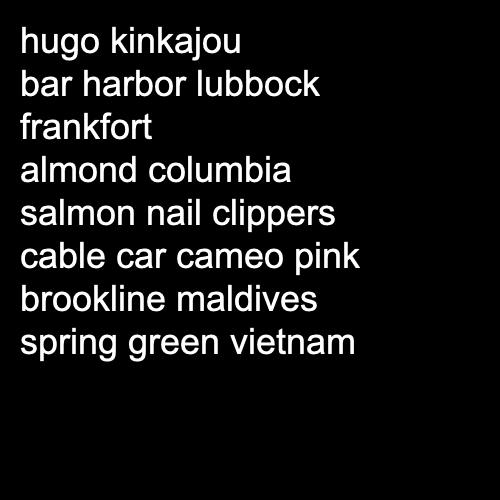 hugo kinkajou
bar harbor lubbock
frankfort
almond columbia
salmon nail clippers
cable car cameo pink
brookline maldives
spring green vietnam